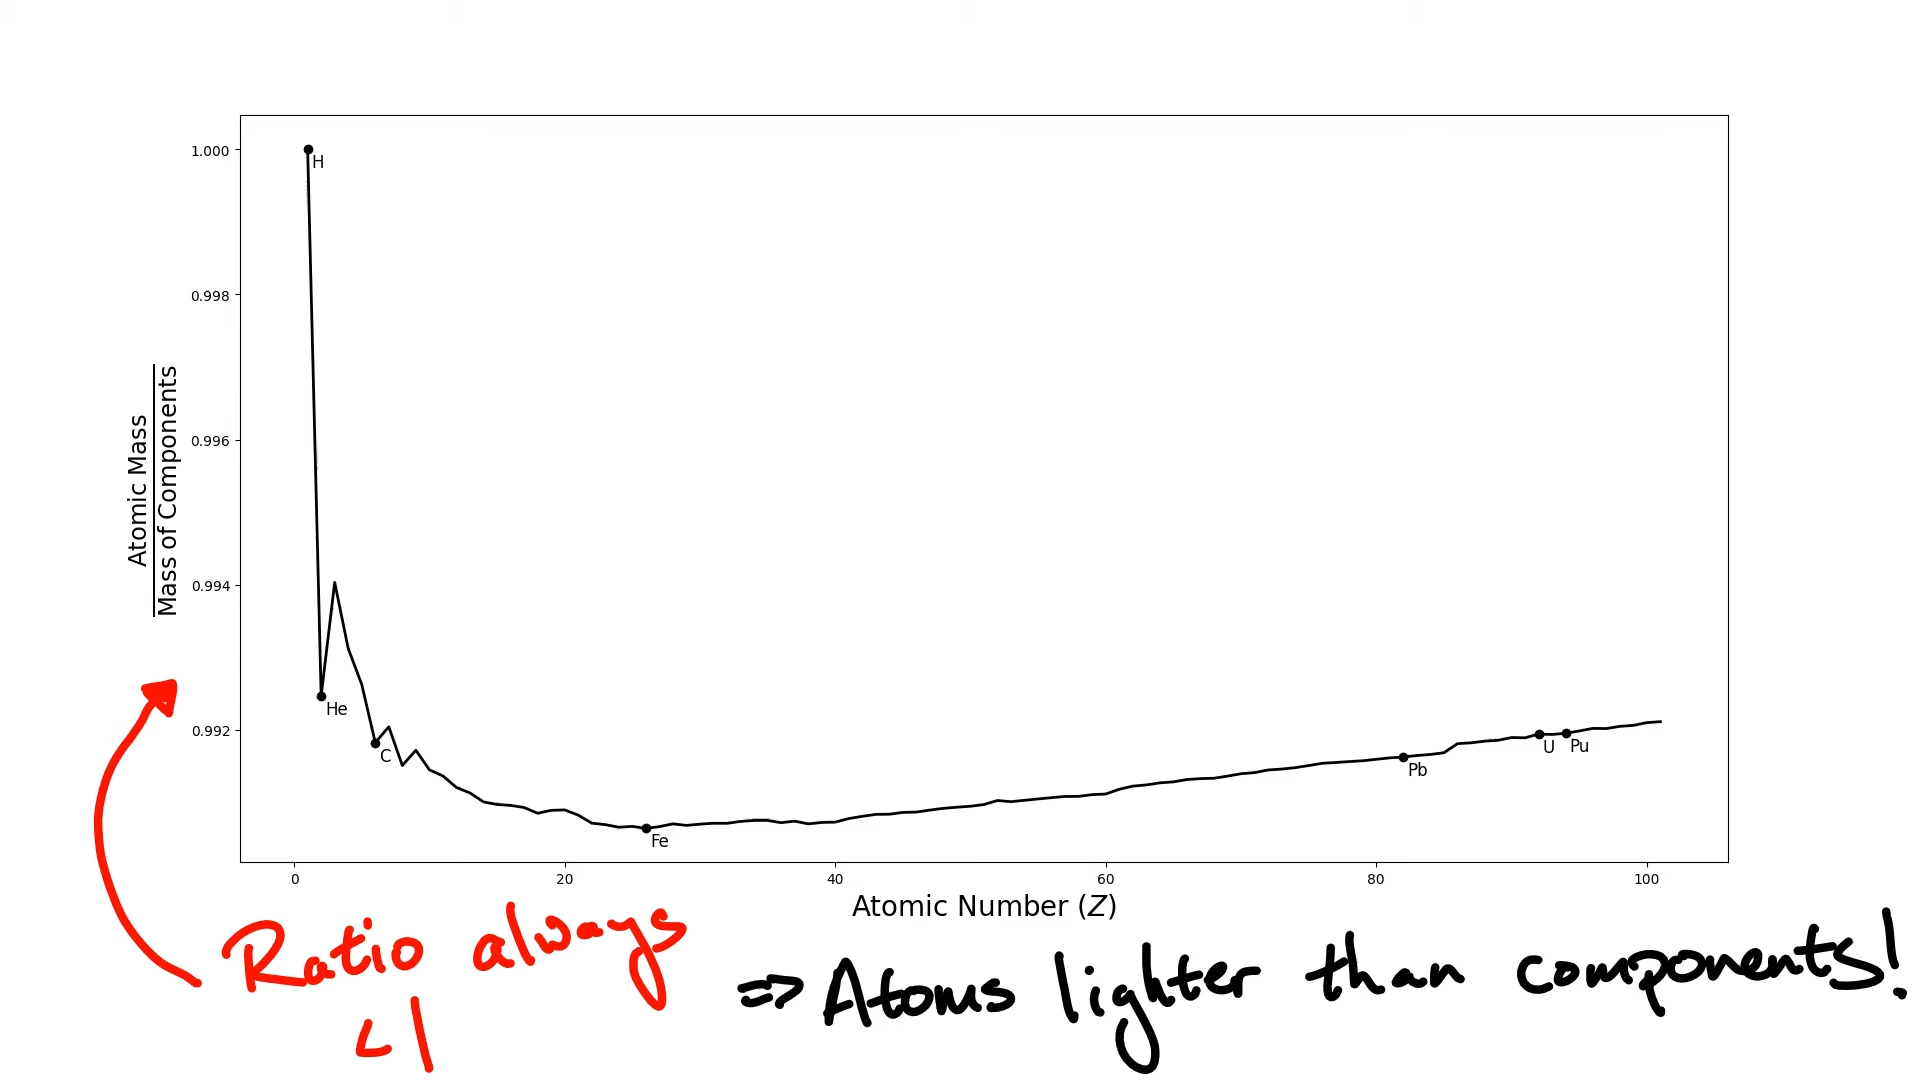 1.000
H
0.998
0.996
Atomic Mass
Mass of Components
0.994
He
0.992
C
U
Pu
Pb
Fe
0
20
40
60
80
100
Atomic Number (Z)
Ratio always
<1
=> Atoms lighter than components!